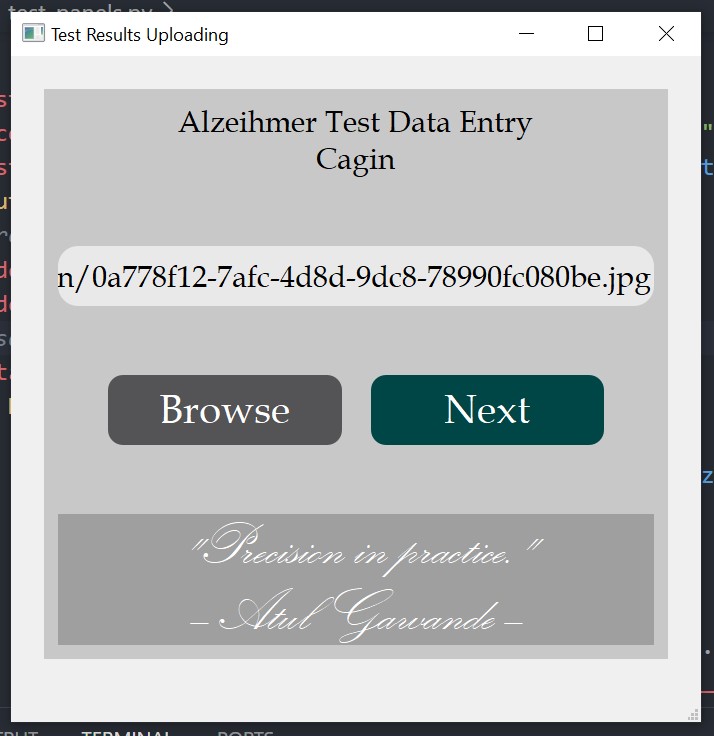 test_panels.py
Test Results Uploading
Alzeihmer Test Data Entry
Cagin
n/0a778f12-7afc-4d8d-9dc8-78990fc080be.jpg
Browse
Next
"Precision in practice."
– Atul Gawande –
TERMINAL
PORTS